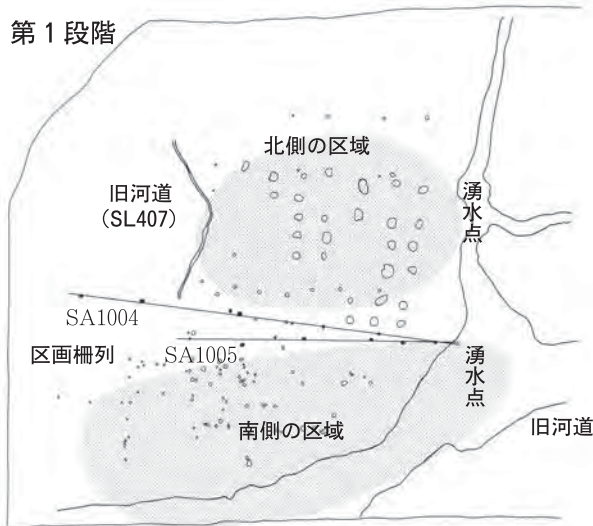 第1段階
北側の区域
旧河道
(SL407)
湧水点
SA1004
区画柵列
SA1005
湧水点
南側の区域
旧河道